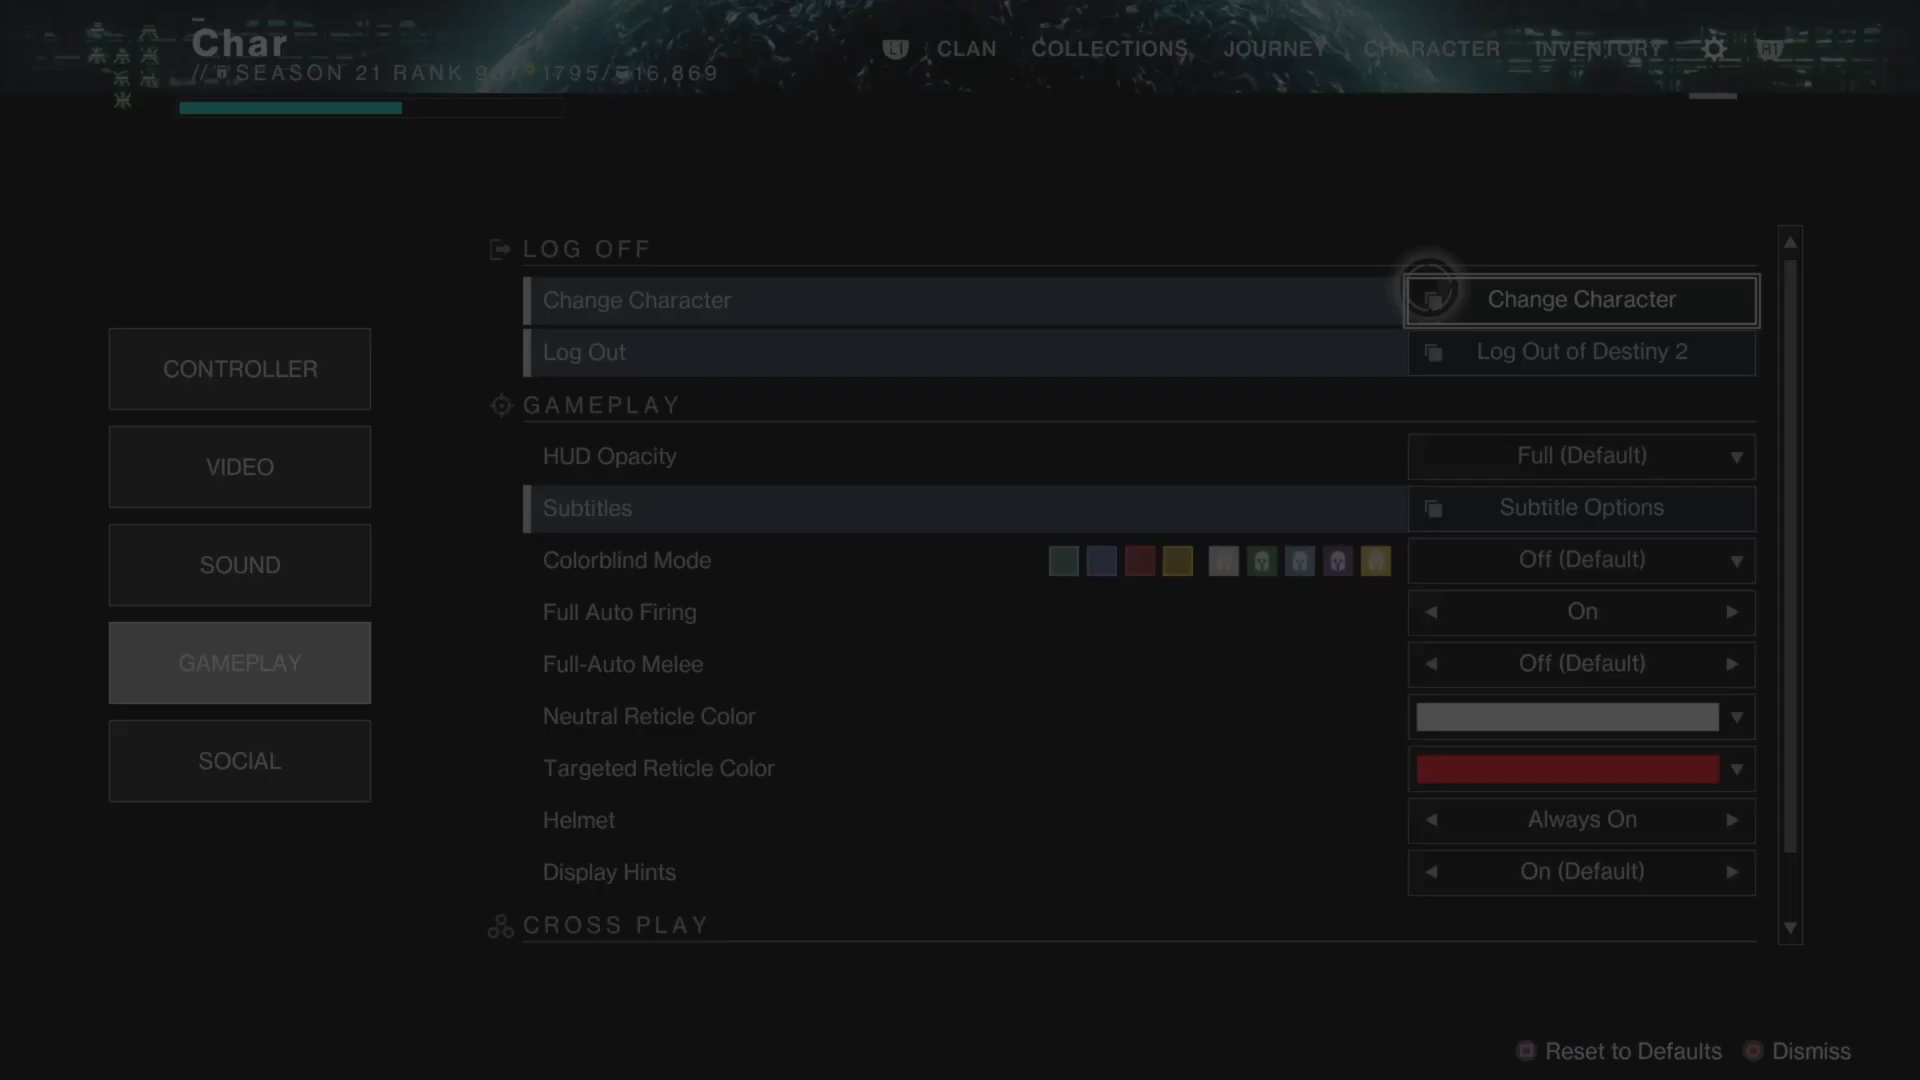 Char
// SEASON 21 RANK
L1 CLAN COLLECTIONS JOURNEY CHARACTER INVENTORY R1
CONTROLLER
VIDEO
SOUND
GAMEPLAY
SOCIAL
LOG OFF
Change Character Change Character
Log Out Log Out of Destiny 2
GAMEPLAY
HUD Opacity Full (Default)
Subtitles Subtitle Options
Colorblind Mode Off (Default)
Full Auto Firing On
Full-Auto Melee Off (Default)
Neutral Reticle Color
Targeted Reticle Color
Helmet Always On
Display Hints On (Default)
CROSS PLAY
Reset to Defaults Dismiss